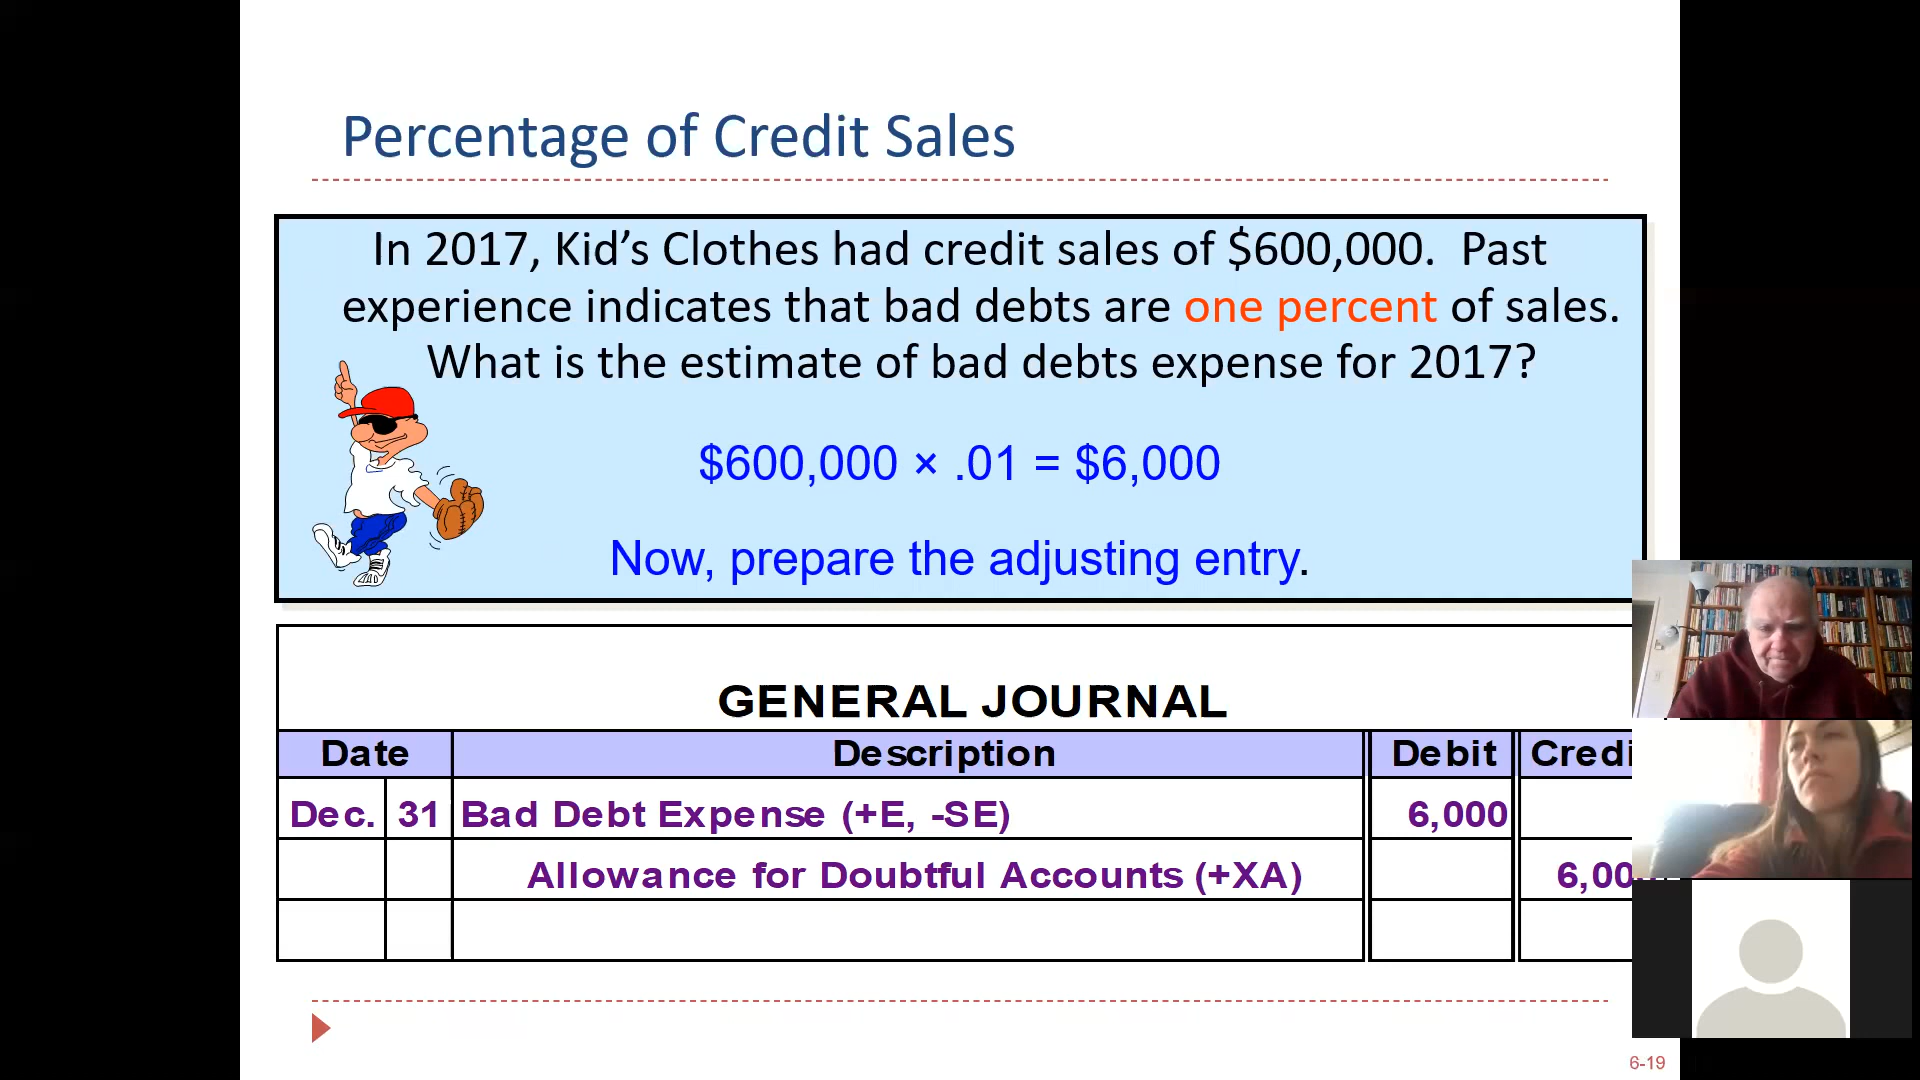 Percentage of Credit Sales
In 2017, Kid’s Clothes had credit sales of $600,000.  Past
experience indicates that bad debts are one percent of sales.
What is the estimate of bad debts expense for 2017?
$600,000 × .01 = $6,000
Now, prepare the adjusting entry.
GENERAL JOURNAL
Date Description Debit Credi
Dec. 31 Bad Debt Expense (+E, -SE) 6,000
Allowance for Doubtful Accounts (+XA) 6,00
6-19